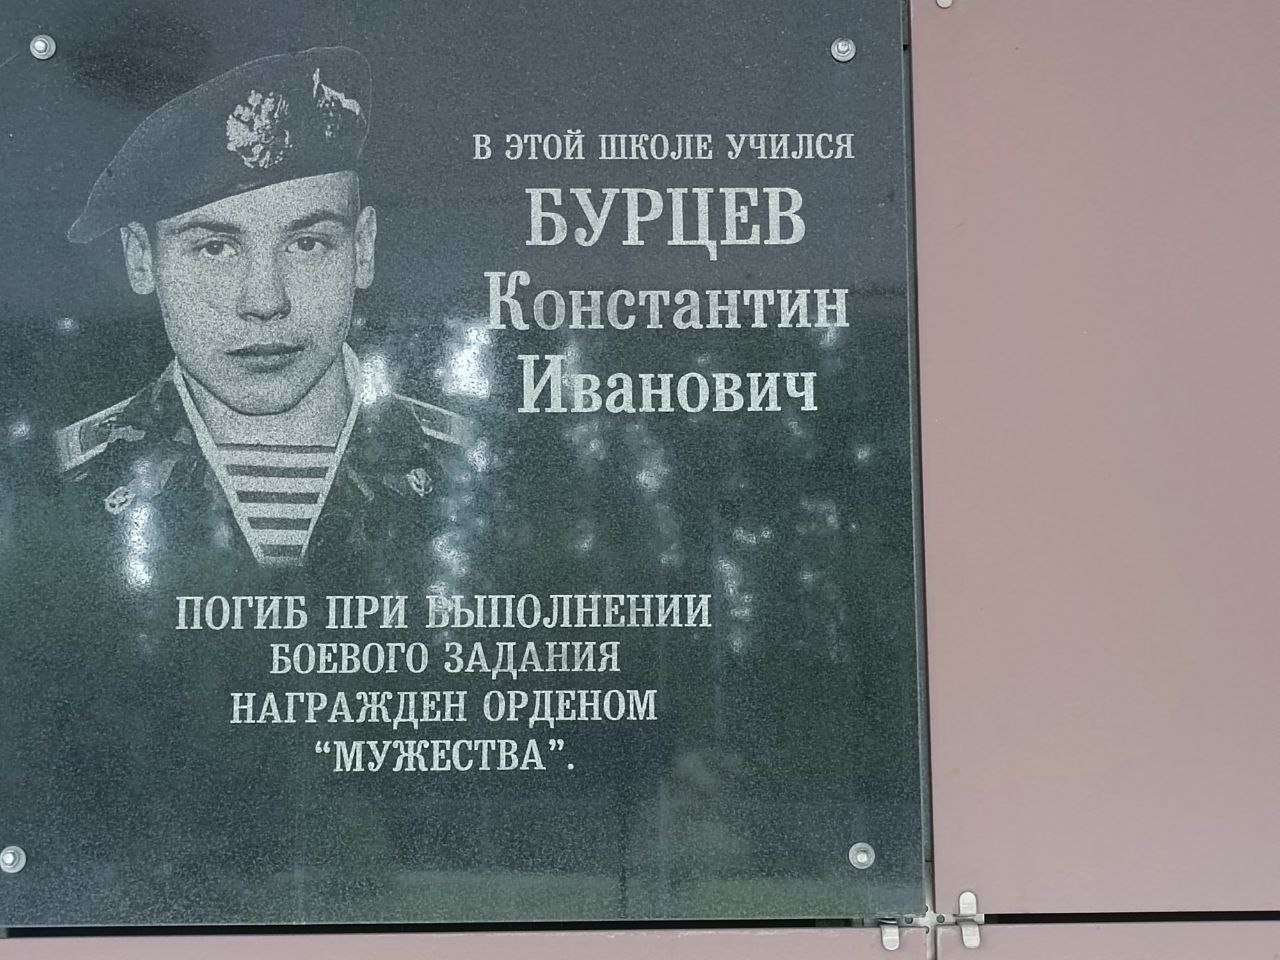 В ЭТОЙ ШКОЛЕ УЧИЛСЯ
БУРЦЕВ
Константин
Иванович
ПОГИБ ПРИ ВЫПОЛНЕНИИ
БОЕВОГО ЗАДАНИЯ
НАГРАЖДЕН ОРДЕНОМ
“МУЖЕСТВА”.